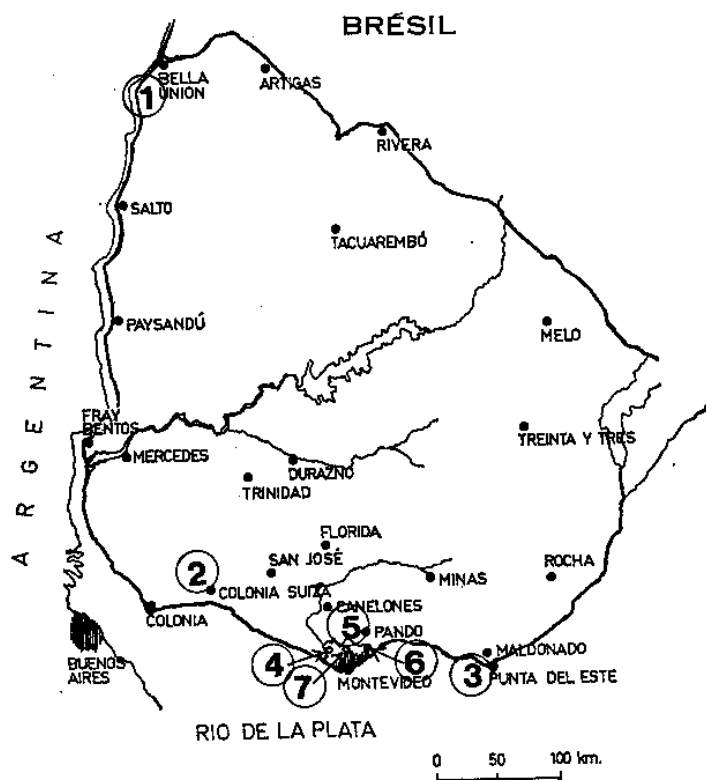 BRÉSIL
BELLA
UNION
1
ARTIGAS
RIVERA
SALTO
TACUAREMBÓ
ARGENTINA
PAYSANDÚ
MELO
FRAY
BENTOS
MERCEDES
TREINTA Y TRES
DURAZNO
TRINIDAD
FLORIDA
SAN JOSÉ
2
COLONIA SUIZA
MINAS
ROCHA
COLONIA
CANELONES
5
PANDO
BUENOS
AIRES
4
7
MONTEVIDEO
6
MALDONADO
3
PUNTA DEL ESTE
RIO DE LA PLATA
0 50 100 km.